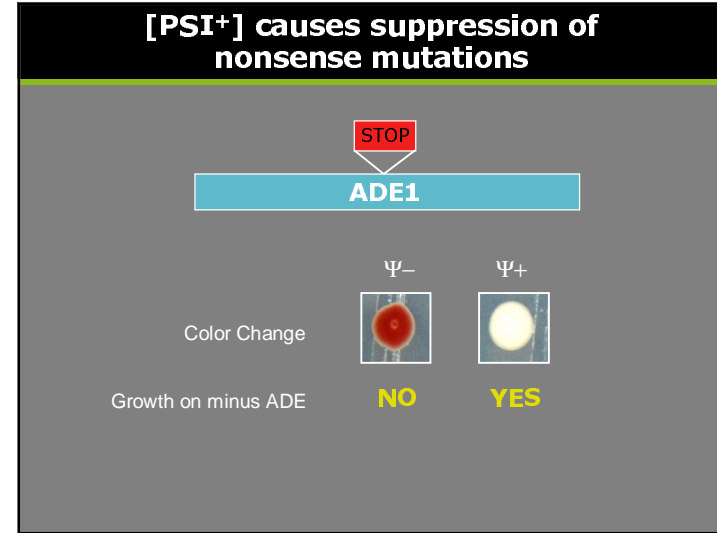 [PSI⁺] causes suppression of
nonsense mutations
STOP
ADE1
Ψ− Ψ+
Color Change
Growth on minus ADE NO YES